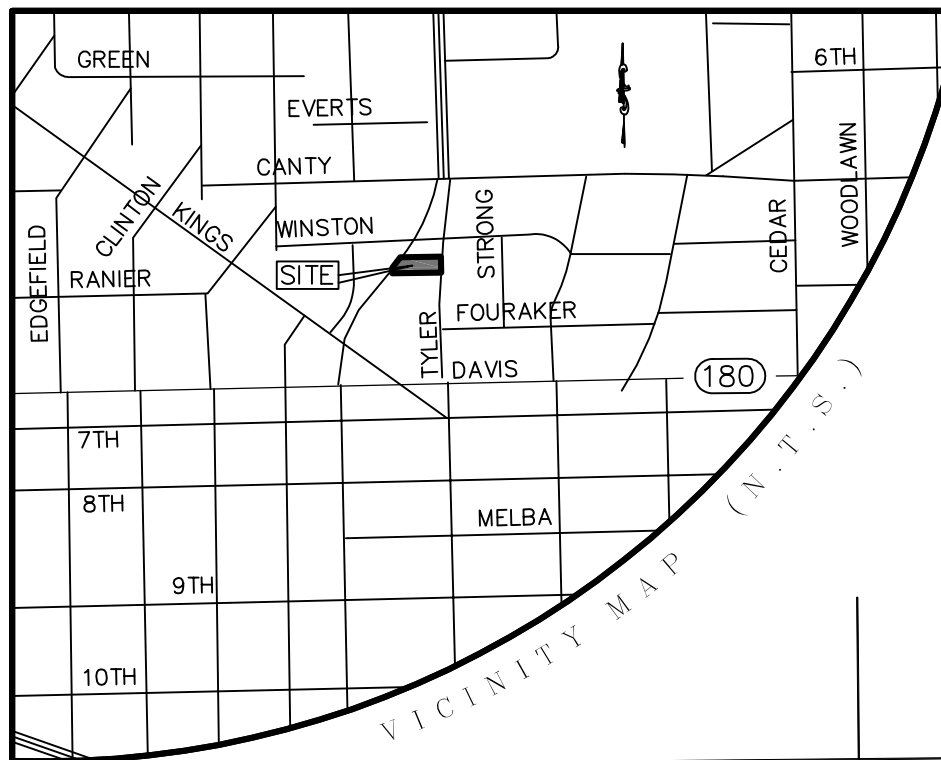 GREEN
6TH
EVERTS
CANTY
WOODLAWN
CLINTON
KINGS
WINSTON
STRONG
CEDAR
EDGEFIELD
RANIER
SITE
TYLER
FOURAKER
DAVIS
180
7TH
8TH
MELBA
9TH
10TH
VICINITY MAP (N.T.S.)